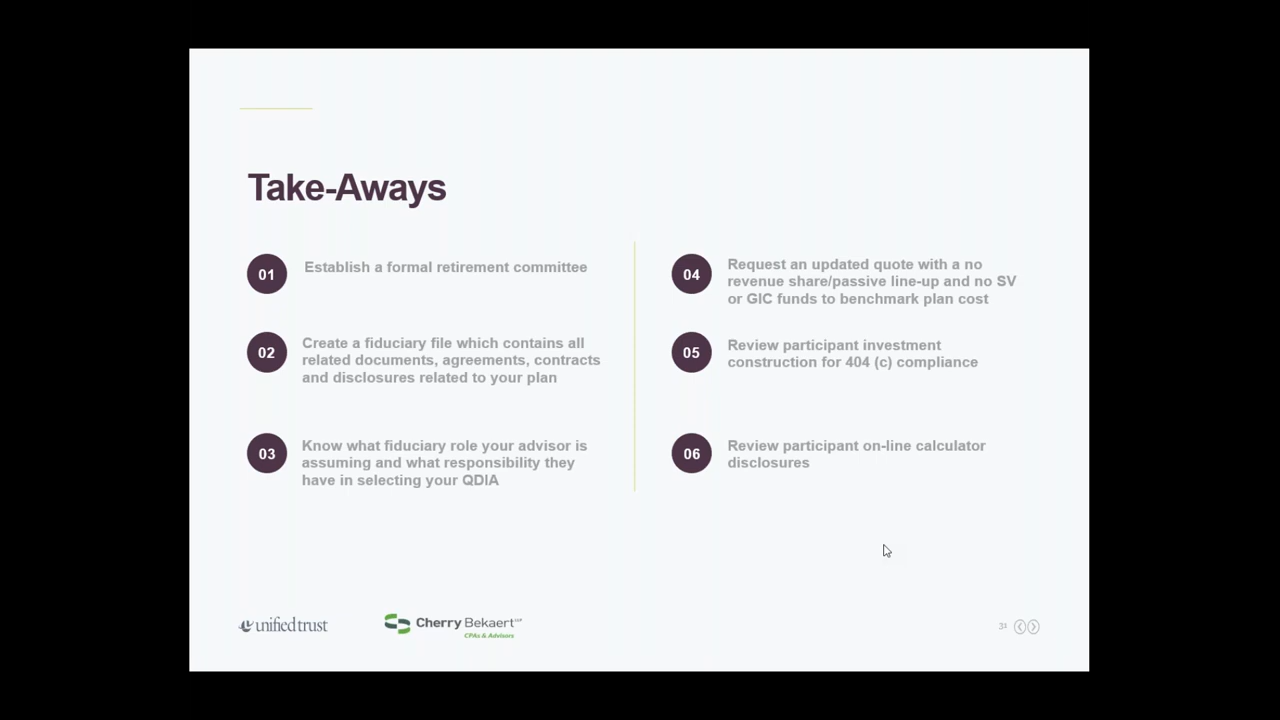 Take-Aways
01
Establish a formal retirement committee
02
Create a fiduciary file which contains all
related documents, agreements, contracts
and disclosures related to your plan
03
Know what fiduciary role your advisor is
assuming and what responsibility they
have in selecting your QDIA
04
Request an updated quote with a no
revenue share/passive line-up and no SV
or GIC funds to benchmark plan cost
05
Review participant investment
construction for 404 (c) compliance
06
Review participant on-line calculator
disclosures
unified trust
Cherry Bekaert LLP
CPAs & Advisors
31